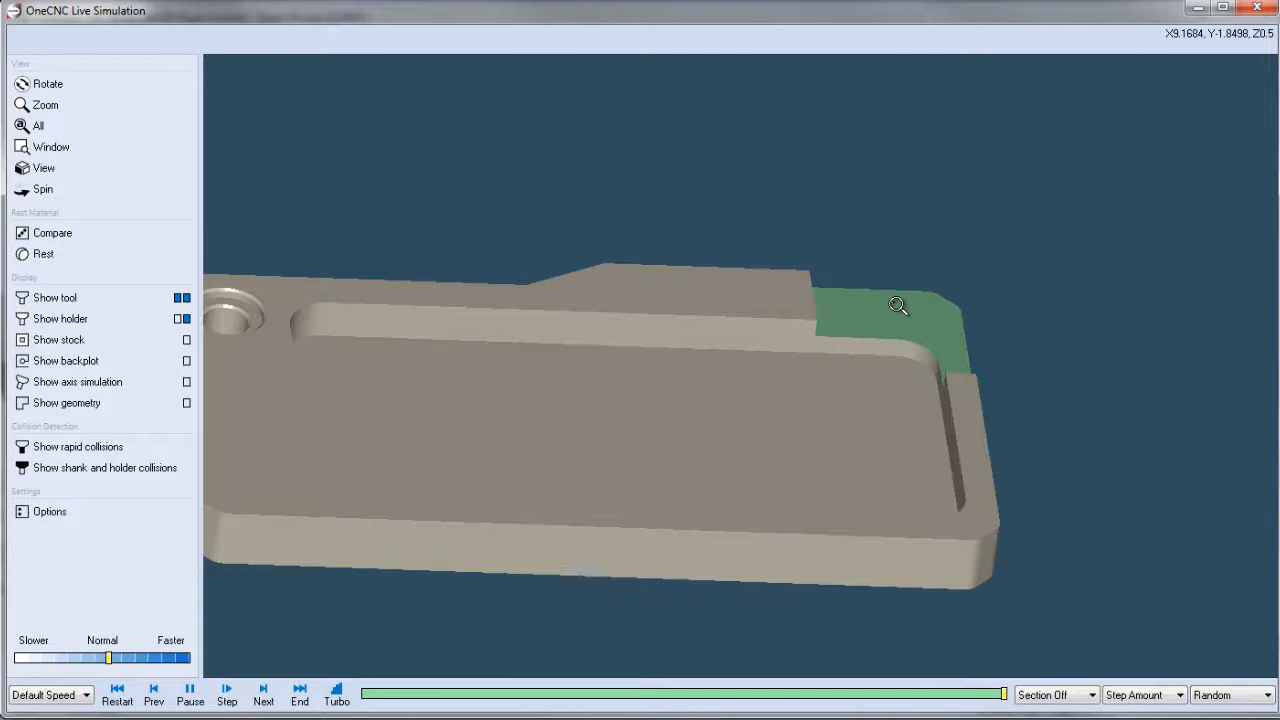 OneCNC Live Simulation
X9.1684, Y-1.8498, Z0.5
View
Rotate
Zoom
All
Window
View
Spin
Rest Material
Compare
Rest
Display
Show tool
Show holder
Show stock
Show backplot
Show axis simulation
Show geometry
Collision Detection
Show rapid collisions
Show shank and holder collisions
Settings
Options
Slower Normal Faster
Default Speed Restart Prev Pause Step Next End Turbo Section Off Step Amount Random